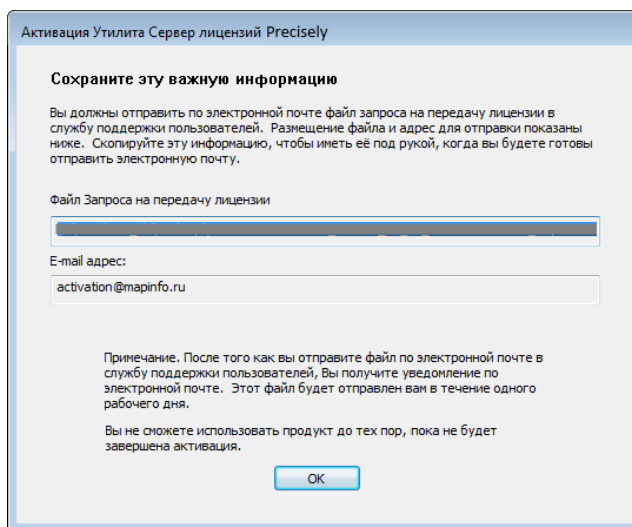 Активация Утилита Сервер лицензий Precisely
Сохраните эту важную информацию
Вы должны отправить по электронной почте файл запроса на передачу лицензии в
службу поддержки пользователей. Размещение файла и адрес для отправки показаны
ниже. Скопируйте эту информацию, чтобы иметь её под рукой, когда вы будете готовы
отправить электронную почту.
Файл Запроса на передачу лицензии
E-mail адрес:
activation@mapinfo.ru
Примечание. После того как вы отправите файл по электронной почте в
службу поддержки пользователей, Вы получите уведомление по
электронной почте. Этот файл будет отправлен вам в течение одного
рабочего дня.
Вы не сможете использовать продукт до тех пор, пока не будет
завершена активация.
OK